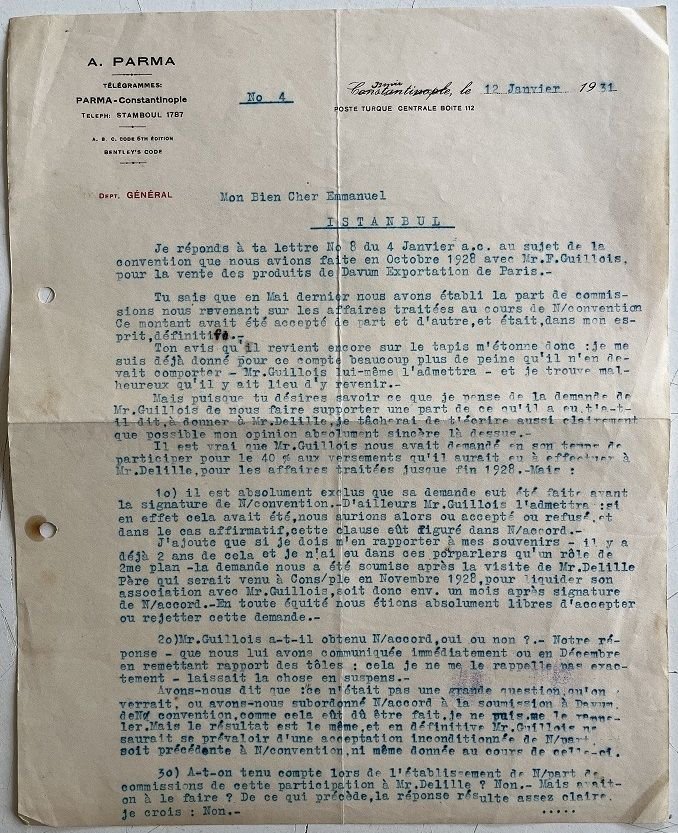 A. PARMA
TÉLÉGRAMMES:
PARMA-Constantinople
TELEPH: STAMBOUL 1787
A. B. C. CODE 5TH EDITION
BENTLEY'S CODE
DEPT. GÉNÉRAL
No 4
Constantinople, le 12 Janvier 1931
POSTE TURQUE CENTRALE BOITE 112
Mon Bien Cher Emmanuel
ISTANBUL
Je réponds à ta lettre No 8 du 4 Janvier a.c. au sujet de la
convention que nous avions faite en Octobre 1928 avec Mr.F.Guillois,
pour la vente des produits de Davum Exportation de Paris.-
Tu sais que en Mai dernier nous avons établi la part de commis-
sions nous revenant sur les affaires traitées au cours de N/convention
Ce montant avait été accepté de part et d'autre,et était,dans mon es-
prit,définitif.-
Ton avis qu'il revient encore sur le tapis m'étonne donc :je me
suis déjà donné pour ce compte beaucoup plus de peine qu'il n'en de-
vait comporter - Mr.Guillois lui-même l'admettra - et je trouve mal-
heureux qu'il y ait lieu d'y revenir.-
Mais puisque tu désires savoir ce que je pense de la demande de
Mr.Guillois de nous faire supporter une part de ce qu'il a eu,t'a-t-
il dit,à donner à Mr.Delille,je tâcherai de t'écrire aussi clairement
que possible mon opinion absolument sincère là dessus.-
Il est vrai que Mr.Guillois nous avait demandé en son temps de
participer pour le 40 % aux versements qu'il aurait eu à effectuer à
Mr.Delille,pour les affaires traitées jusque fin 1928.-Mais :
1o) il est absolument exclus que sa demande eut été faite avant
la signature de N/convention.-D'ailleurs Mr.Guillois l'admettra :si
en effet cela avait été,nous aurions alors ou accepté ou refusé,et
dans le cas affirmatif,cette clause eût figuré dans N/accord.-
J'ajoute que si je dois m'en rapporter à mes souvenirs - il y a
déjà 2 ans de cela et je n'ai eu dans ces porparlers qu'un rôle de
2me plan -la demande nous a été soumise après la visite de Mr.Delille
Père qui serait venu à Cons/ple en Novembre 1928,pour liquider son
association avec Mr.Guillois,soit donc env. un mois après signature
de N/accord.-En toute équité nous étions absolument libres d'accepter
ou rejetter cette demande.-
2o)Mr.Guillois a-t-il obtenu N/accord,oui ou non ?.- Notre ré-
ponse - que nous lui avons communiquée immédiatement ou en Décembre
en remettant rapport des tôles : cela je ne me le rappelle pas exac-
tement - laissait la chose en suspens.-
Avons-nous dit que :ce n'était pas une grande question,qu'on
verrait, ou avons-nous subordonné N/accord à la soumission à Davum
de convention,comme cela eût dû être fait,je ne puis me le rappe-
ler.Mais le résultat est le même,et en définitive Mr.Guillois ne
saurait se prévaloir d'une acceptation inconditionnée de N/part
soit précédente à N/convention,ni même donnée au cours de celle-ci.
3o) A-t-on tenu compte lors de l'établissement de N/part de
commissions de cette participation à Mr.Delille ? Non.- Mais avait-
on à le faire ? De ce qui précède,la réponse résulte assez claire,
je crois : Non.-
.....